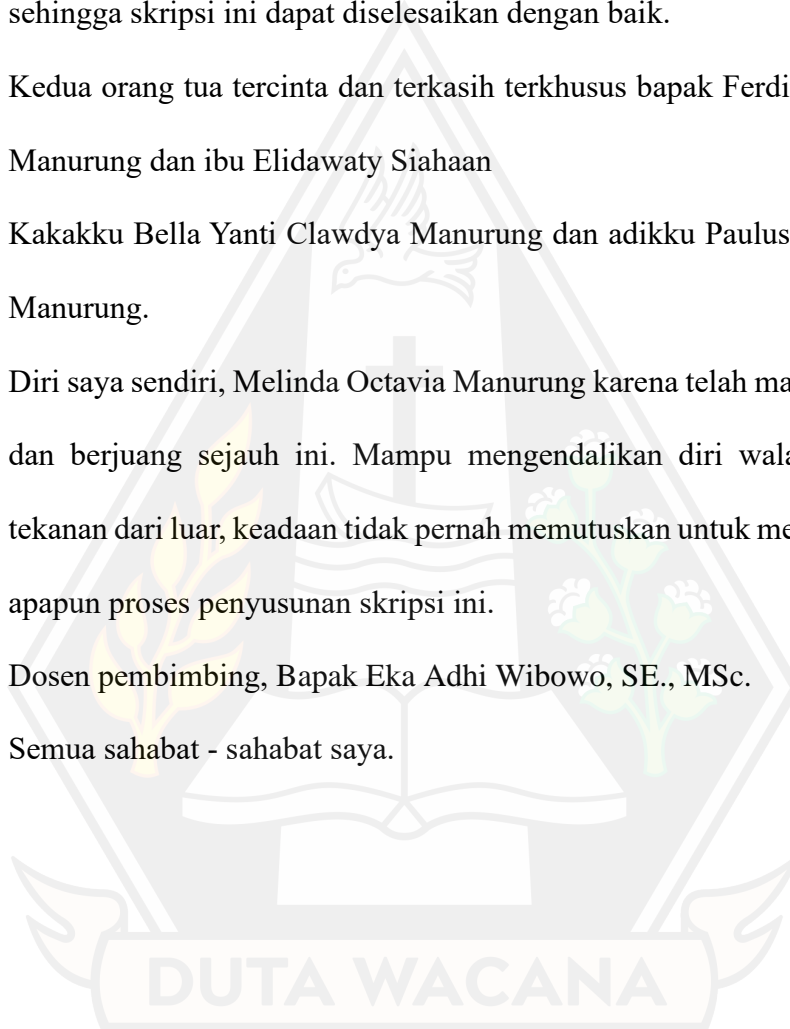 sehingga skripsi ini dapat diselesaikan dengan baik.
Kedua orang tua tercinta dan terkasih terkhusus bapak Ferdi
Manurung dan ibu Elidawaty Siahaan
Kakakku Bella Yanti Clawdya Manurung dan adikku Paulus
Manurung.
Diri saya sendiri, Melinda Octavia Manurung karena telah ma
dan berjuang sejauh ini. Mampu mengendalikan diri wala
tekanan dari luar, keadaan tidak pernah memutuskan untuk me
apapun proses penyusunan skripsi ini.
Dosen pembimbing, Bapak Eka Adhi Wibowo, SE., MSc.
Semua sahabat - sahabat saya.
DUTA WACANA